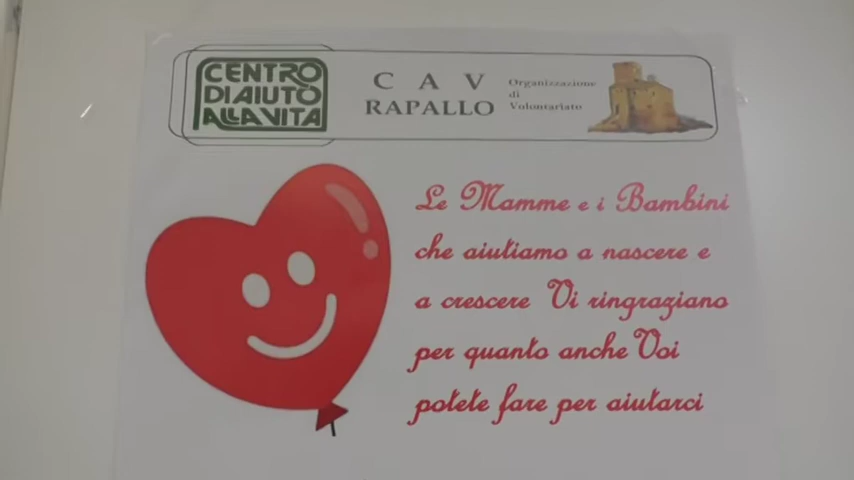 CENTRO
DI AIUTO
ALLA VITA
C A V
RAPALLO
Organizzazione
di
Volontariato
Le Mamme e i Bambini
che aiutiamo a nascere e
a crescere Vi ringraziano
per quanto anche Voi
potete fare per aiutarci